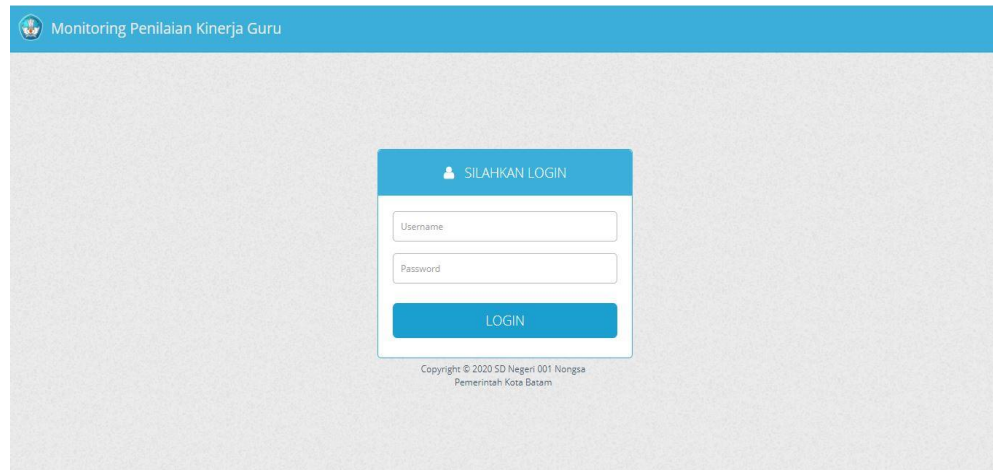 Monitoring Penilaian Kinerja Guru
SILAHKAN LOGIN
Username
Password
LOGIN
Copyright © 2020 SD Negeri 001 Nongsa
Pemerintah Kota Batam